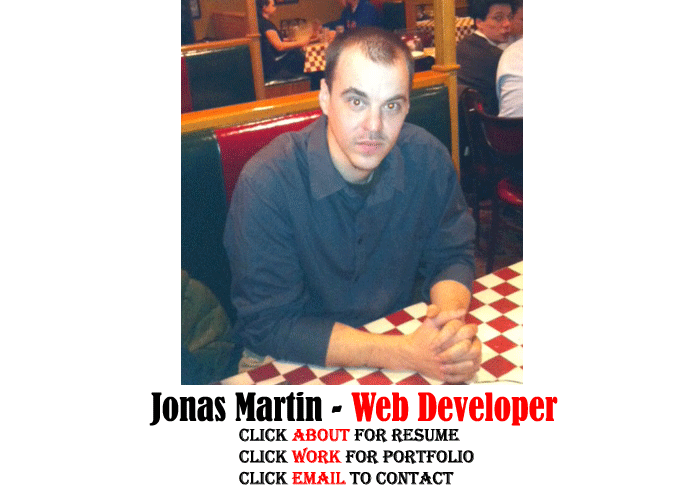 Jonas Martin - Web Developer
CLICK ABOUT FOR RESUME
CLICK WORK FOR PORTFOLIO
CLICK EMAIL TO CONTACT